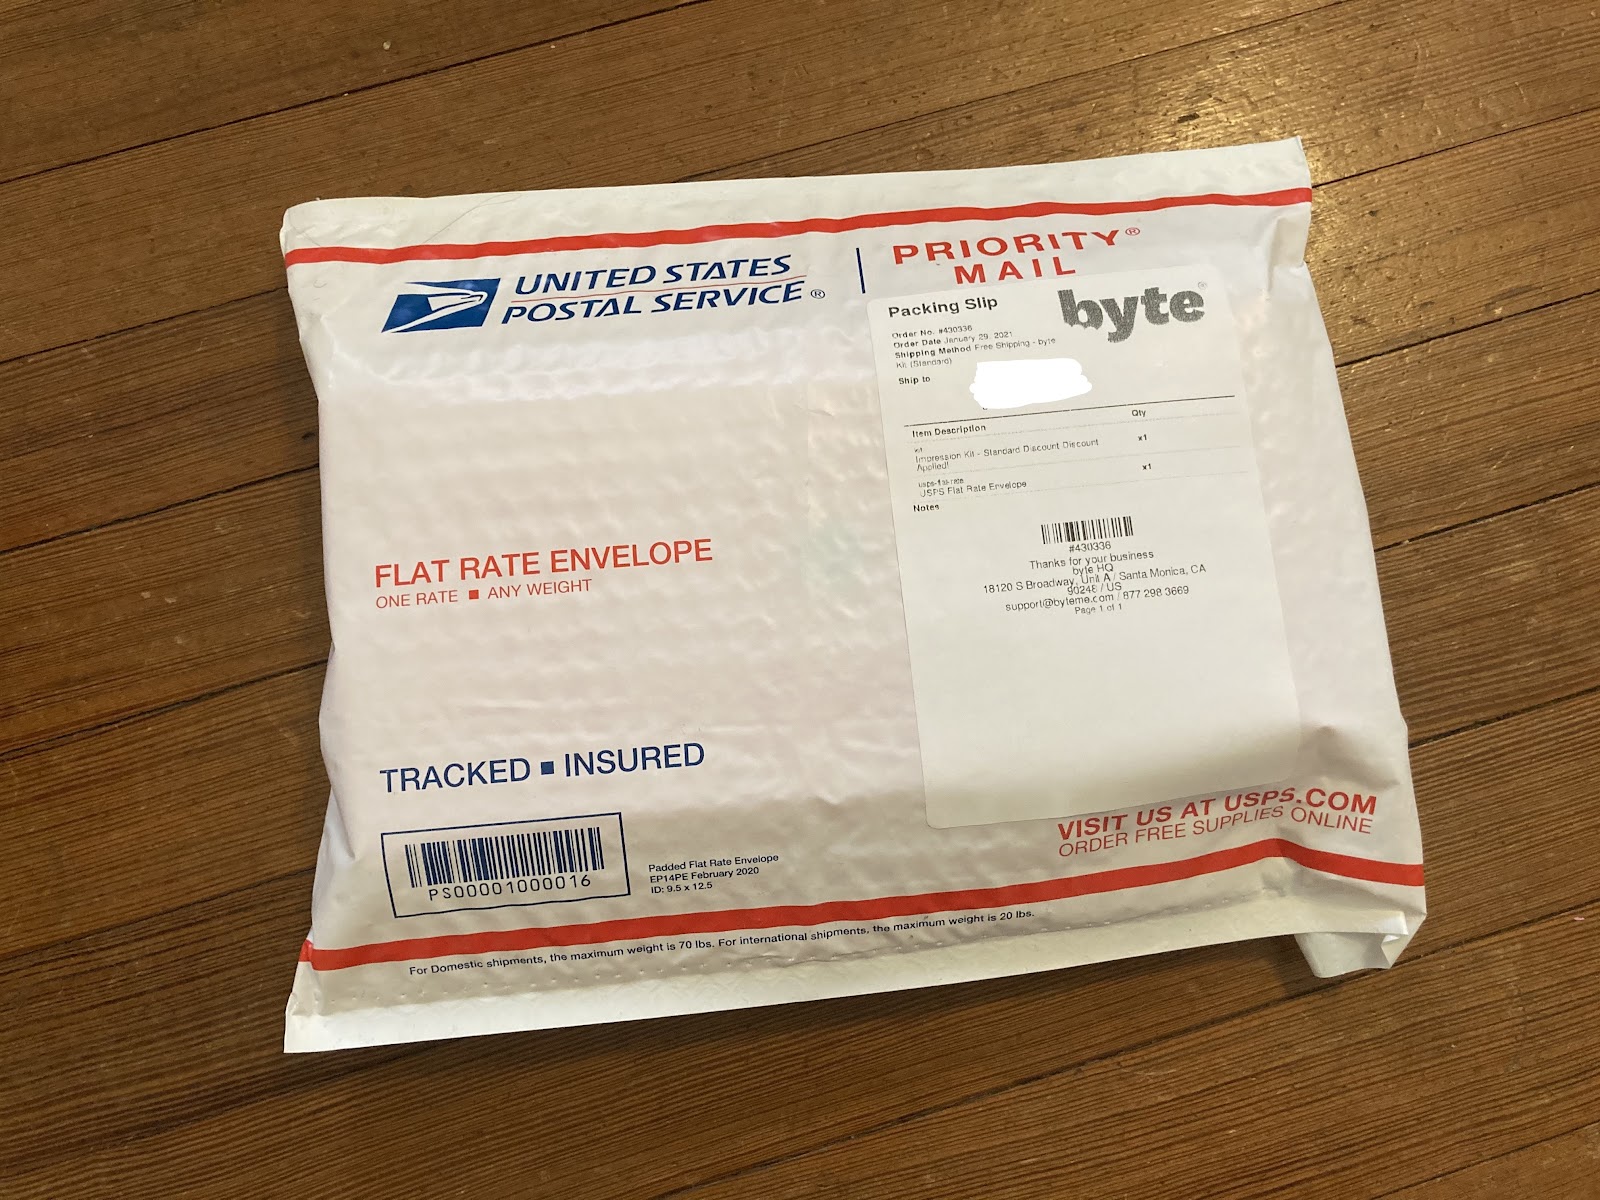 UNITED STATES
POSTAL SERVICE®
PRIORITY®
MAIL
Packing Slip
byte®
Order No. #430336
Order Date January 29, 2021
Shipping Method Free Shipping - byte
Kit (Standard)
Ship to
Item Description Qty
kit
Impression Kit - Standard Discount Discount x1
Applied!
usps-flat-rate x1
USPS Flat Rate Envelope
Notes
#430336
Thanks for your business
byte HQ
18120 S Broadway, Unit A / Santa Monica, CA
90248 / US
support@byteme.com / 877 298 3669
Page 1 of 1
FLAT RATE ENVELOPE
ONE RATE ■ ANY WEIGHT
TRACKED ■ INSURED
PS00001000016
Padded Flat Rate Envelope
EP14PE February 2020
ID: 9.5 x 12.5
VISIT US AT USPS.COM
ORDER FREE SUPPLIES ONLINE
For Domestic shipments, the maximum weight is 70 lbs. For international shipments, the maximum weight is 20 lbs.